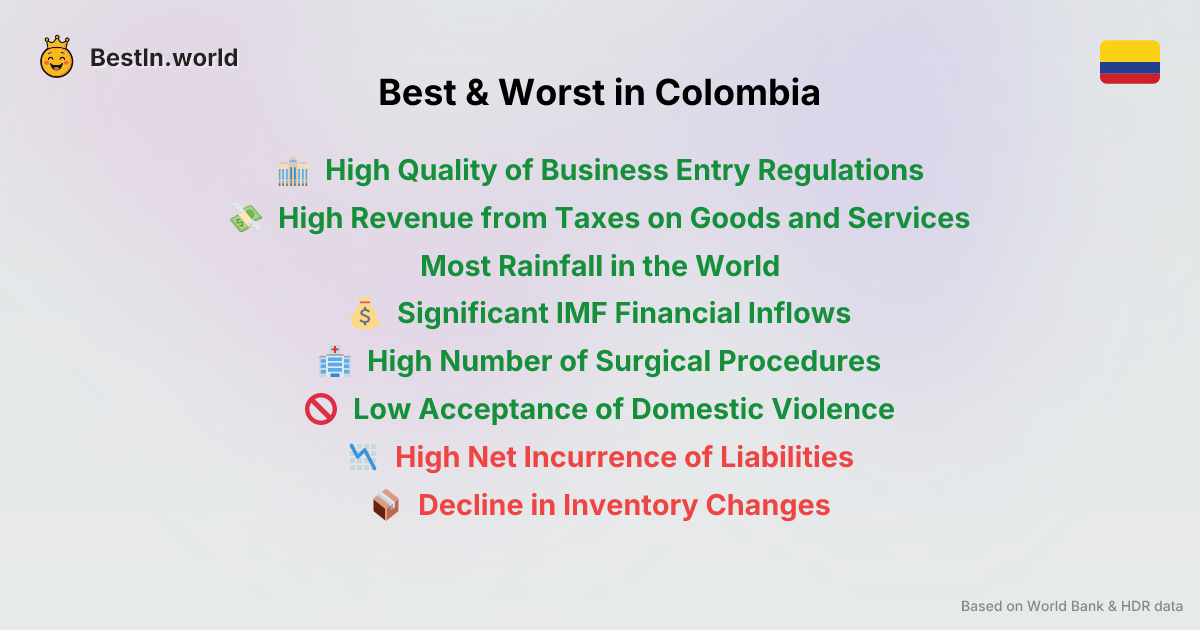 BestIn.world
Best & Worst in Colombia
High Quality of Business Entry Regulations
High Revenue from Taxes on Goods and Services
Most Rainfall in the World
Significant IMF Financial Inflows
High Number of Surgical Procedures
Low Acceptance of Domestic Violence
High Net Incurrence of Liabilities
Decline in Inventory Changes
Based on World Bank & HDR data